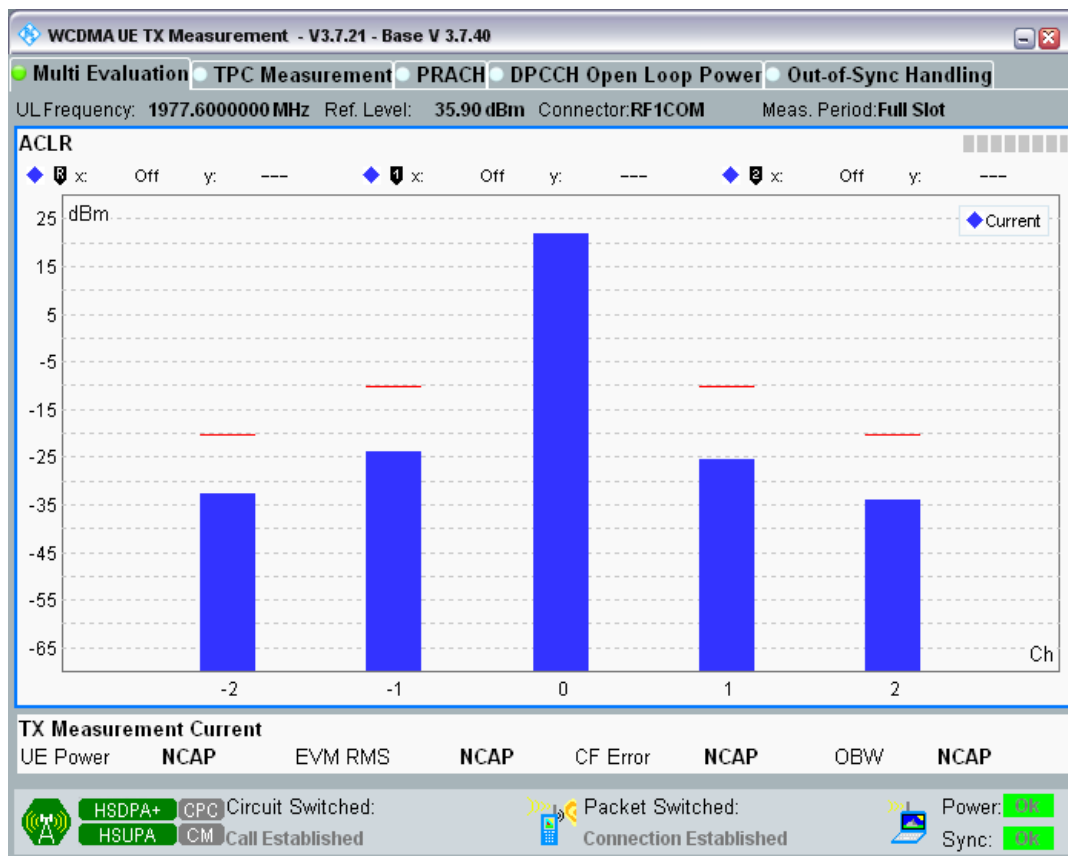 WCDMA UE TX Measurement - V3.7.21 - Base V 3.7.40
Multi Evaluation TPC Measurement PRACH DPCCH Open Loop Power Out-of-Sync Handling
UL Frequency: 1977.6000000 MHz Ref. Level: 35.90 dBm Connector:RF1COM Meas. Period:Full Slot
ACLR
R x: Off y: --- 1 x: Off y: --- 2 x: Off y: ---
dBm
Current
25
15
5
-5
-15
-25
-35
-45
-55
-65
Ch
-2 -1 0 1 2
TX Measurement Current
UE Power NCAP EVM RMS NCAP CF Error NCAP OBW NCAP
HSDPA+ CPC Circuit Switched: Packet Switched: Power: OK
HSUPA CM Call Established Connection Established Sync: OK